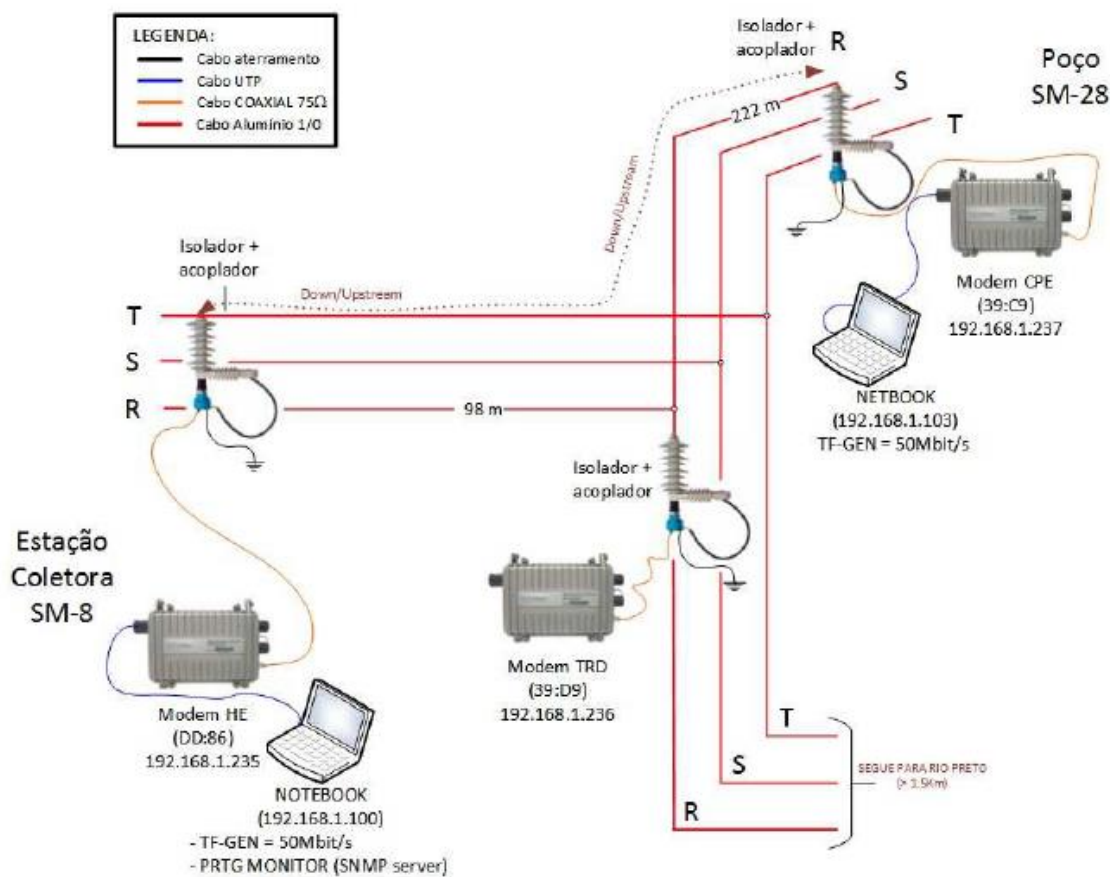 LEGENDA:
Cabo aterramento
Cabo UTP
Cabo COAXIAL 75Ω
Cabo Alumínio 1/0
Isolador +
acoplador
R
S
T
222 m
Poço
SM-28
Down/Upstream
Modem CPE
(39:C9)
192.168.1.237
NETBOOK
(192.168.1.103)
TF-GEN = 50Mbit/s
Isolador +
acoplador
Down/Upstream
T
S
R
98 m
Isolador +
acoplador
Estação
Coletora
SM-8
Modem HE
(DD:86)
192.168.1.235
NOTEBOOK
(192.168.1.100)
- TF-GEN = 50Mbit/s
- PRTG MONITOR (SNMP server)
Modem TRD
(39:D9)
192.168.1.236
T
S
R
SEGUE PARA RIO PRETO
(> 1.5Km)